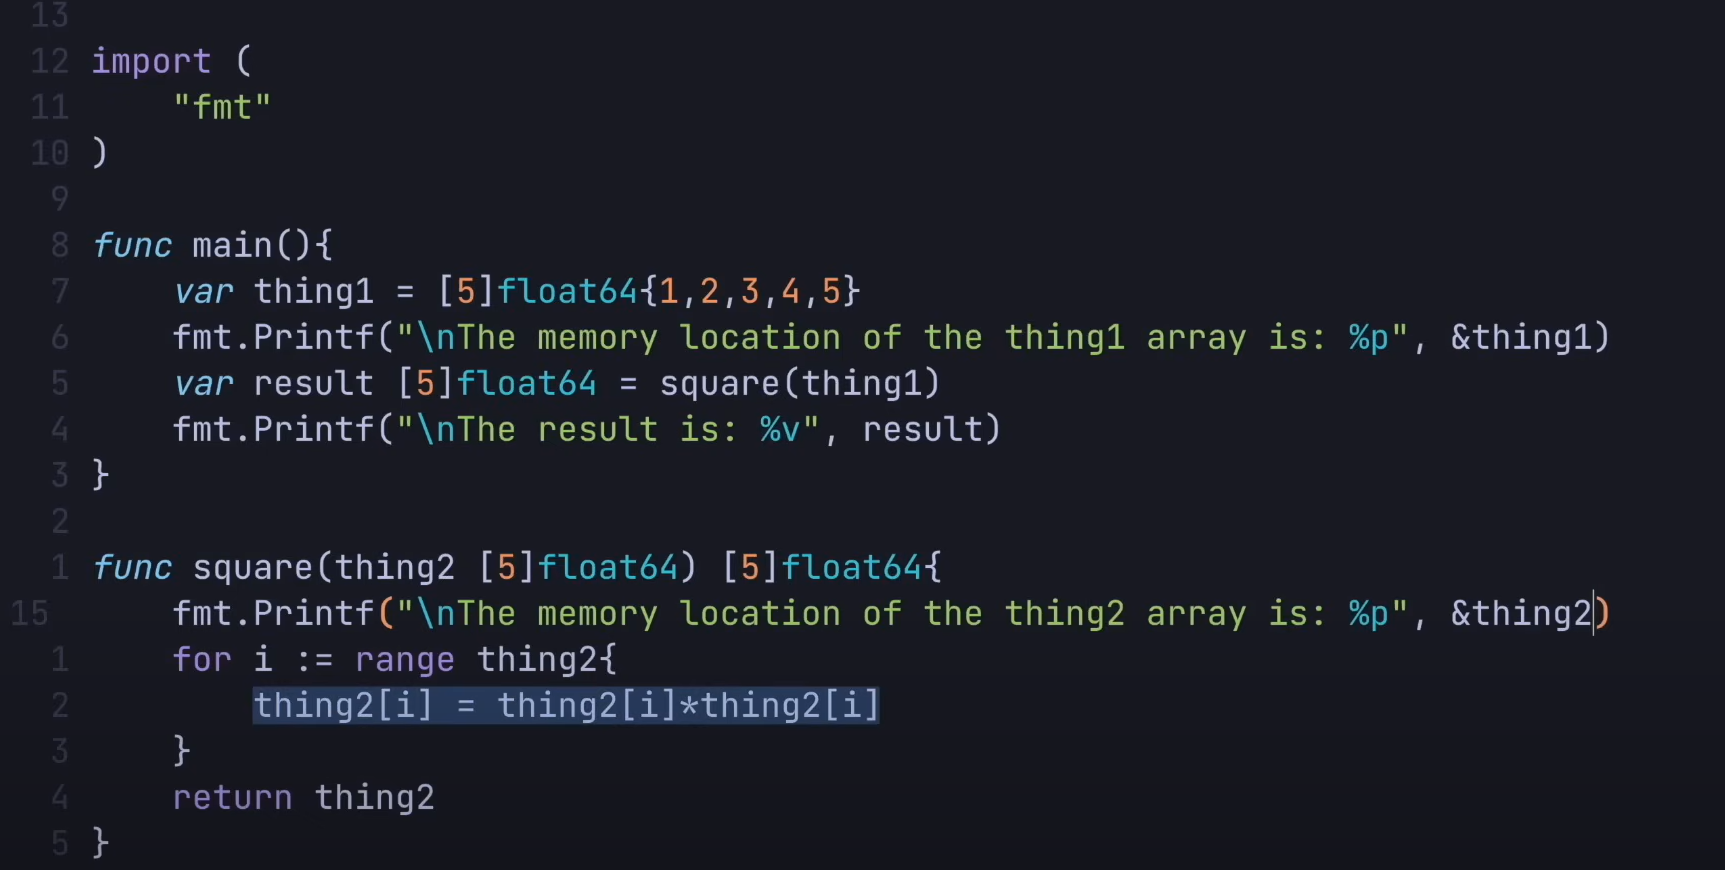 13
12 import (
11     "fmt"
10 )
9
8 func main(){
7     var thing1 = [5]float64{1,2,3,4,5}
6     fmt.Printf("\nThe memory location of the thing1 array is: %p", &thing1)
5     var result [5]float64 = square(thing1)
4     fmt.Printf("\nThe result is: %v", result)
3 }
2
1 func square(thing2 [5]float64) [5]float64{
15     fmt.Printf("\nThe memory location of the thing2 array is: %p", &thing2)
1     for i := range thing2{
2         thing2[i] = thing2[i]*thing2[i]
3     }
4     return thing2
5 }